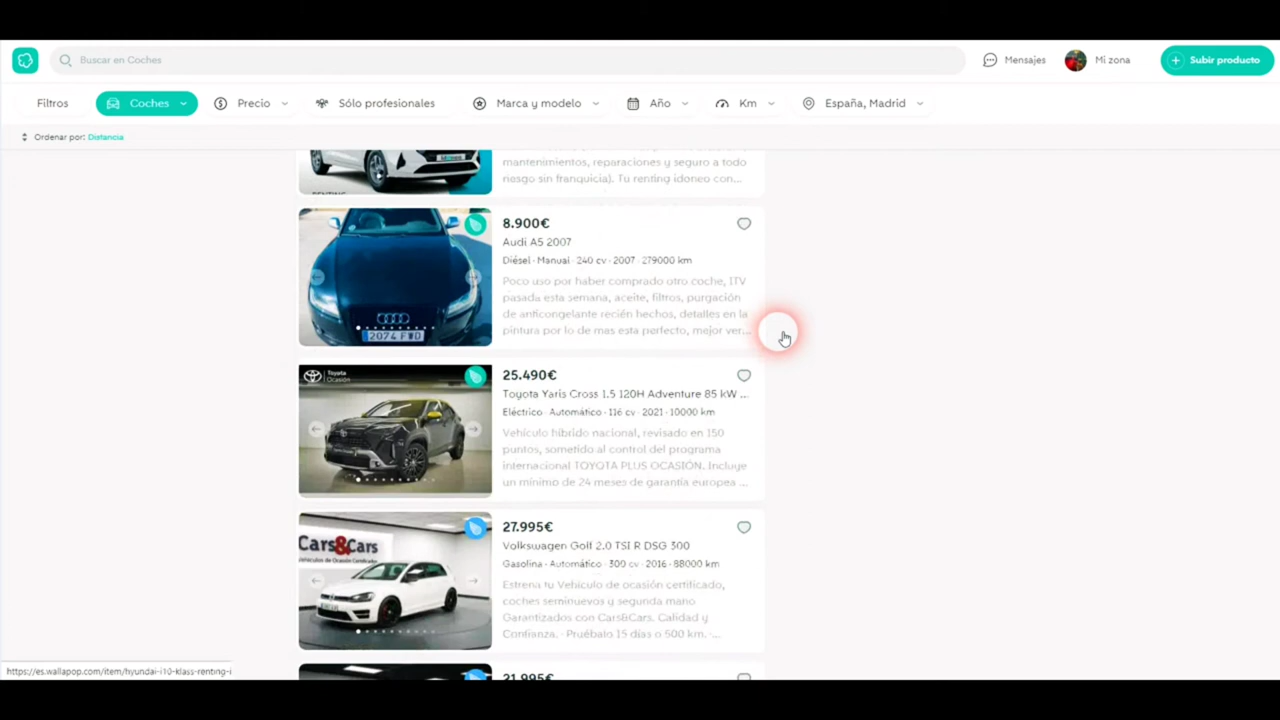 Buscar en Coches
Mensajes
Mi zona
Subir producto
Filtros
Coches
Precio
Sólo profesionales
Marca y modelo
Año
Km
España, Madrid
Ordenar por: Distancia
mantenimientos, reparaciones y seguro a todo
riesgo sin franquicia). Tu renting idoneo con...
8.900€
Audi A5 2007
Diésel · Manual · 240 cv · 2007 · 279000 km
Poco uso por haber comprado otro coche, ITV
pasada esta semana, aceite, filtros, purgación
de anticongelante recién hechos, detalles en la
pintura por lo de mas esta perfecto, mejor ver...
2074 FWD
Toyota
Ocasión
25.490€
Toyota Yaris Cross 1.5 120H Adventure 85 kW ...
Eléctrico · Automático · 116 cv · 2021 · 10000 km
Vehículo híbrido nacional, revisado en 150
puntos, sometido al control del programa
internacional TOYOTA PLUS OCASIÓN. Incluye
un mínimo de 24 meses de garantía europea ...
Cars&Cars
Vehículos de Ocasión Certificados
27.995€
Volkswagen Golf 2.0 TSI R DSG 300
Gasolina · Automático · 300 cv · 2016 · 88000 km
Estrena tu Vehículo de ocasión certificado,
coches seminuevos y segunda mano
Garantizados con Cars&Cars. Calidad y
Confianza. · Pruébalo 15 días o 500 km. ·...
21.995€
https://es.wallapop.com/item/hyundai-i10-klass-renting-i